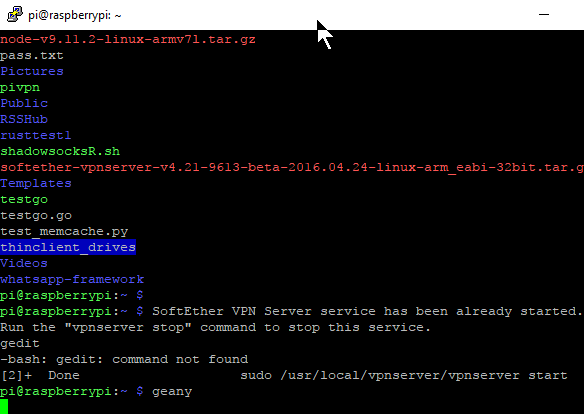 pi@raspberrypi: ~
node-v9.11.2-linux-armv7l.tar.gz
pass.txt
Pictures
pivpn
Public
RSSHub
rusttestl
shadowsocksR.sh
softether-vpnserver-v4.21-9613-beta-2016.04.24-linux-arm_eabi-32bit.tar.g
Templates
testgo
testgo.go
test_memcache.py
thinclient_drives
Videos
whatsapp-framework
pi@raspberrypi:~ $
pi@raspberrypi:~ $ SoftEther VPN Server service has been already started.
Run the "vpnserver stop" command to stop this service.
gedit
-bash: gedit: command not found
[2]+  Done                    sudo /usr/local/vpnserver/vpnserver start
pi@raspberrypi:~ $ geany